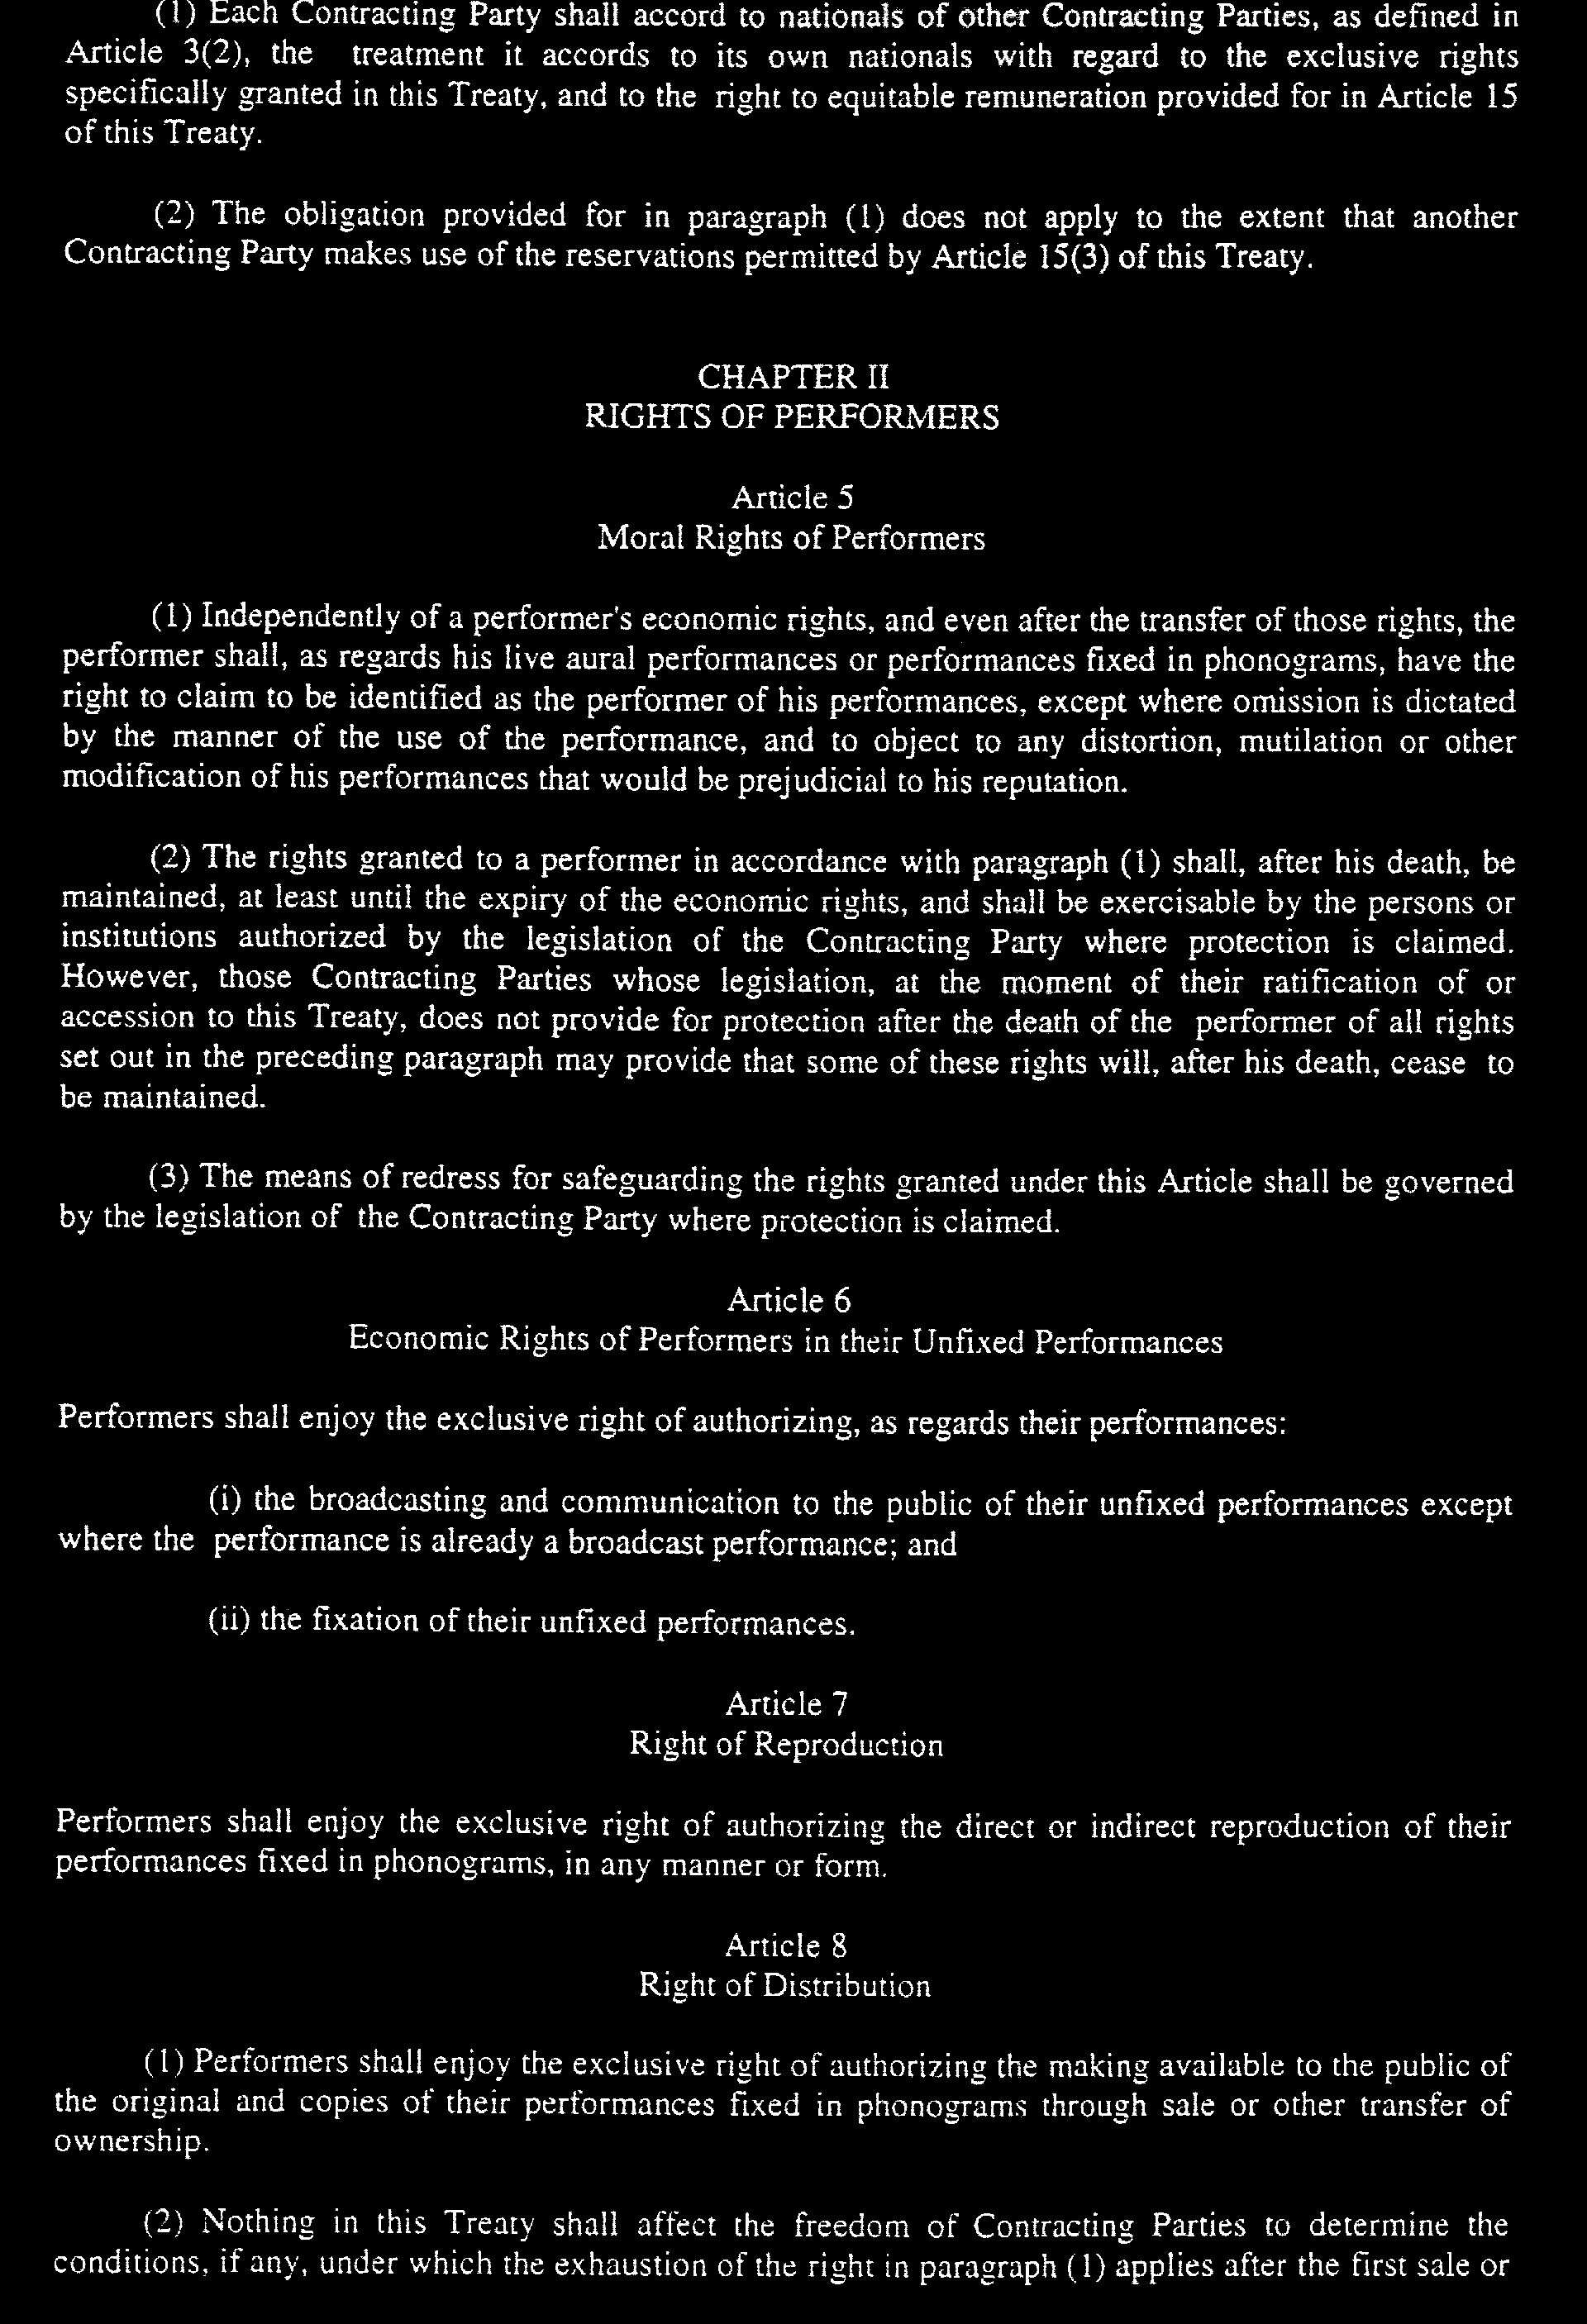 (1) Each Contracting Party shall accord to nationals of other Contracting Parties, as defined in
Article 3(2), the treatment it accords to its own nationals with regard to the exclusive rights
specifically granted in this Treaty, and to the right to equitable remuneration provided for in Article 15
of this Treaty.
(2) The obligation provided for in paragraph (1) does not apply to the extent that another
Contracting Party makes use of the reservations permitted by Article 15(3) of this Treaty.
CHAPTER II
RIGHTS OF PERFORMERS
Article 5
Moral Rights of Performers
(1) Independently of a performer's economic rights, and even after the transfer of those rights, the
performer shall, as regards his live aural performances or performances fixed in phonograms, have the
right to claim to be identified as the performer of his performances, except where omission is dictated
by the manner of the use of the performance, and to object to any distortion, mutilation or other
modification of his performances that would be prejudicial to his reputation.
(2) The rights granted to a performer in accordance with paragraph (1) shall, after his death, be
maintained, at least until the expiry of the economic rights, and shall be exercisable by the persons or
institutions authorized by the legislation of the Contracting Party where protection is claimed.
However, those Contracting Parties whose legislation, at the moment of their ratification of or
accession to this Treaty, does not provide for protection after the death of the performer of all rights
set out in the preceding paragraph may provide that some of these rights will, after his death, cease to
be maintained.
(3) The means of redress for safeguarding the rights granted under this Article shall be governed
by the legislation of the Contracting Party where protection is claimed.
Article 6
Economic Rights of Performers in their Unfixed Performances
Performers shall enjoy the exclusive right of authorizing, as regards their performances:
(i) the broadcasting and communication to the public of their unfixed performances except
where the performance is already a broadcast performance; and
(ii) the fixation of their unfixed performances.
Article 7
Right of Reproduction
Performers shall enjoy the exclusive right of authorizing the direct or indirect reproduction of their
performances fixed in phonograms, in any manner or form.
Article 8
Right of Distribution
(1) Performers shall enjoy the exclusive right of authorizing the making available to the public of
the original and copies of their performances fixed in phonograms through sale or other transfer of
ownership.
(2) Nothing in this Treaty shall affect the freedom of Contracting Parties to determine the
conditions, if any, under which the exhaustion of the right in paragraph (1) applies after the first sale or